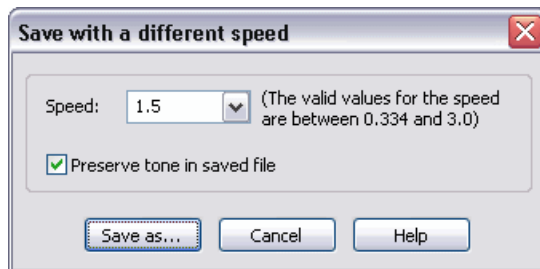 Save with a different speed
Speed: 1.5 (The valid values for the speed
are between 0.334 and 3.0)
Preserve tone in saved file
Save as... Cancel Help